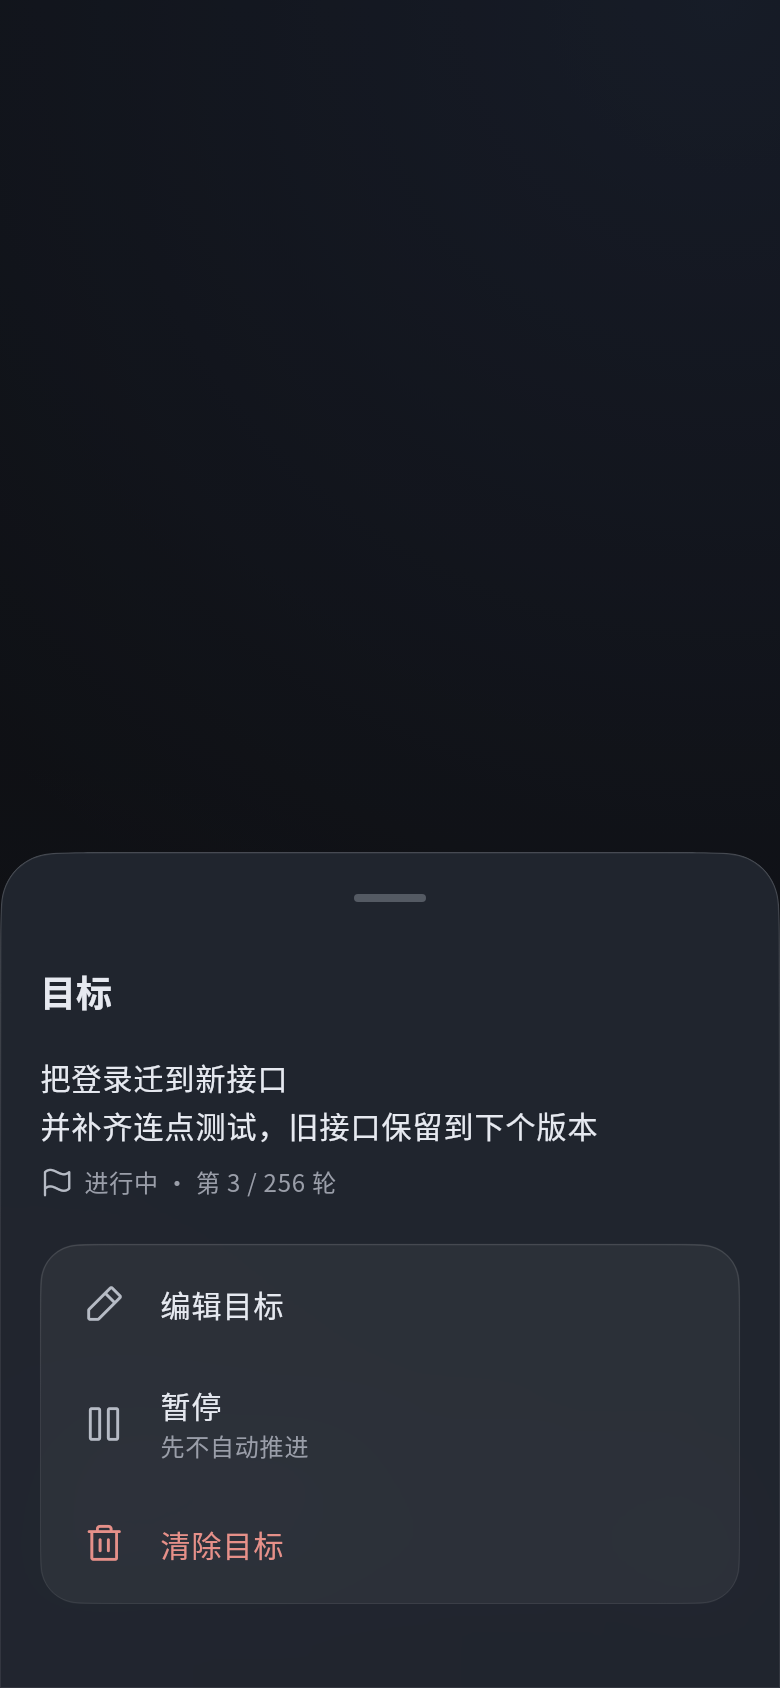 目标
把登录迁到新接口
并补齐连点测试，旧接口保留到下个版本
进行中 · 第 3 / 256 轮
编辑目标
暂停
先不自动推进
清除目标